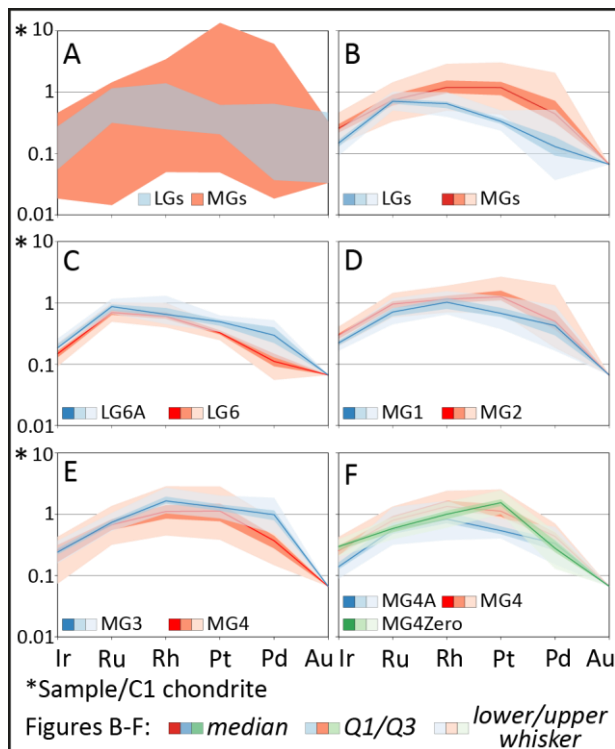 * 10
A
B
1
0.1
LGs MGs
LGs MGs
0.01
* 10
C
D
1
0.1
LG6A LG6
MG1 MG2
0.01
* 10
E
F
1
0.1
MG3 MG4
MG4A MG4
MG4Zero
0.01
Ir Ru Rh Pt Pd Au
Ir Ru Rh Pt Pd Au
*Sample/C1 chondrite
Figures B-F: median Q1/Q3 lower/upper
whisker